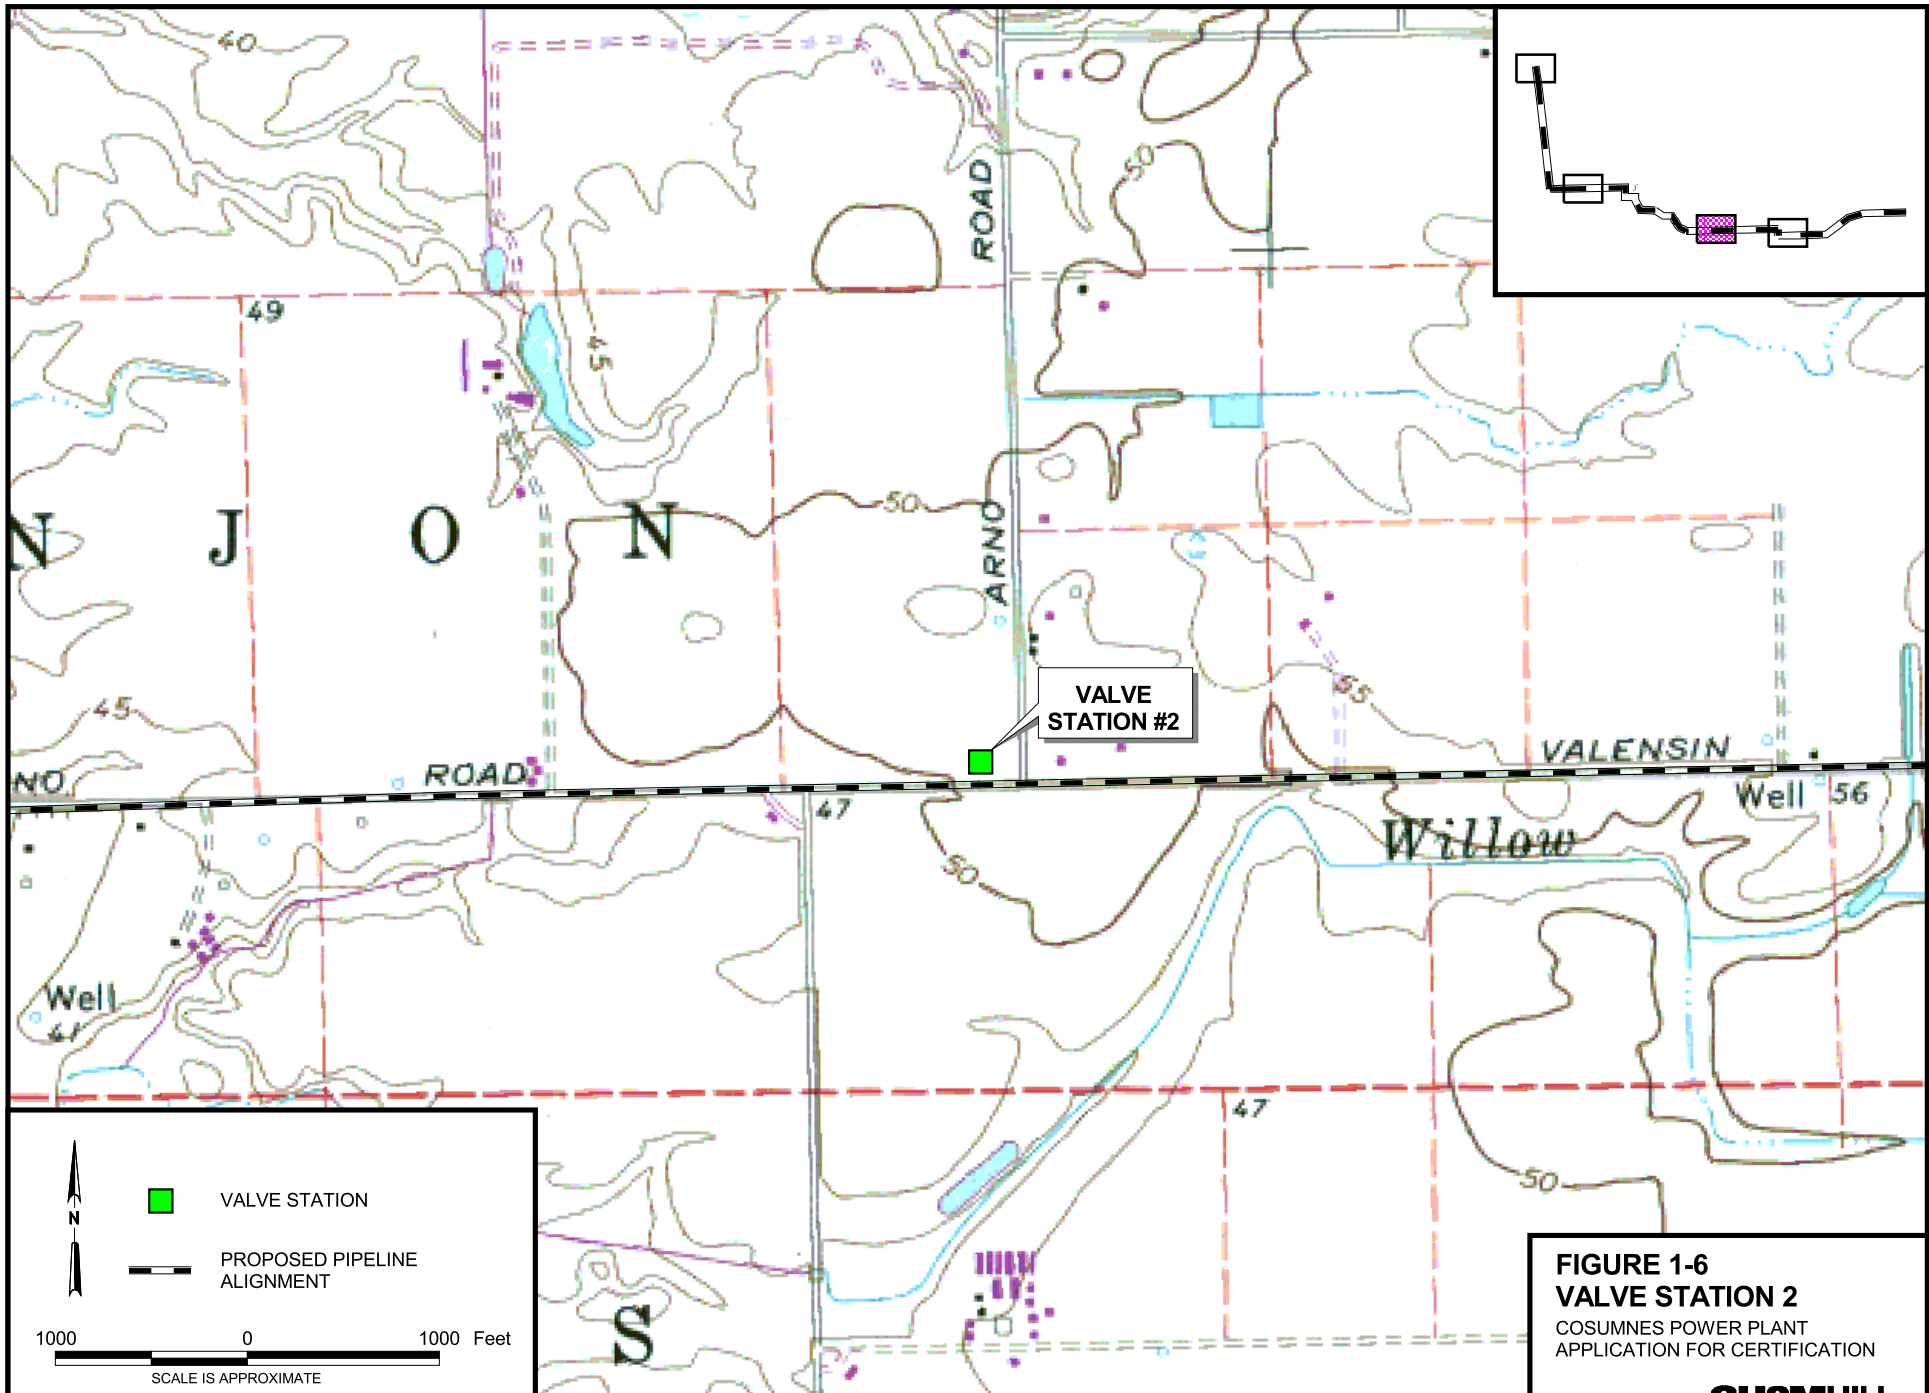 40
ROAD
50
49
45
50
N J O N
ARNO
45
55
VALVE
STATION #2
NO
ROAD
VALENSIN
47
Well
56
Willow
50
Well
41
47
50
S
N
VALVE STATION
PROPOSED PIPELINE
ALIGNMENT
1000 0 1000 Feet
SCALE IS APPROXIMATE
FIGURE 1-6
VALVE STATION 2
COSUMNES POWER PLANT
APPLICATION FOR CERTIFICATION